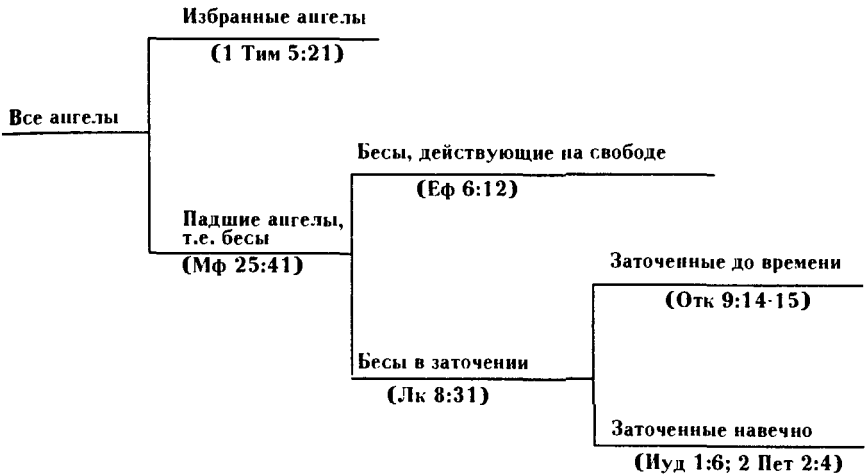 Избранные ангелы
(1 Тим 5:21)
Все ангелы
Бесы, действующие на свободе
(Еф 6:12)
Падшие ангелы,
т.е. бесы
(Мф 25:41)
Заточенные до времени
(Отк 9:14-15)
Бесы в заточении
(Лк 8:31)
Заточенные навечно
(Иуд 1:6; 2 Пет 2:4)